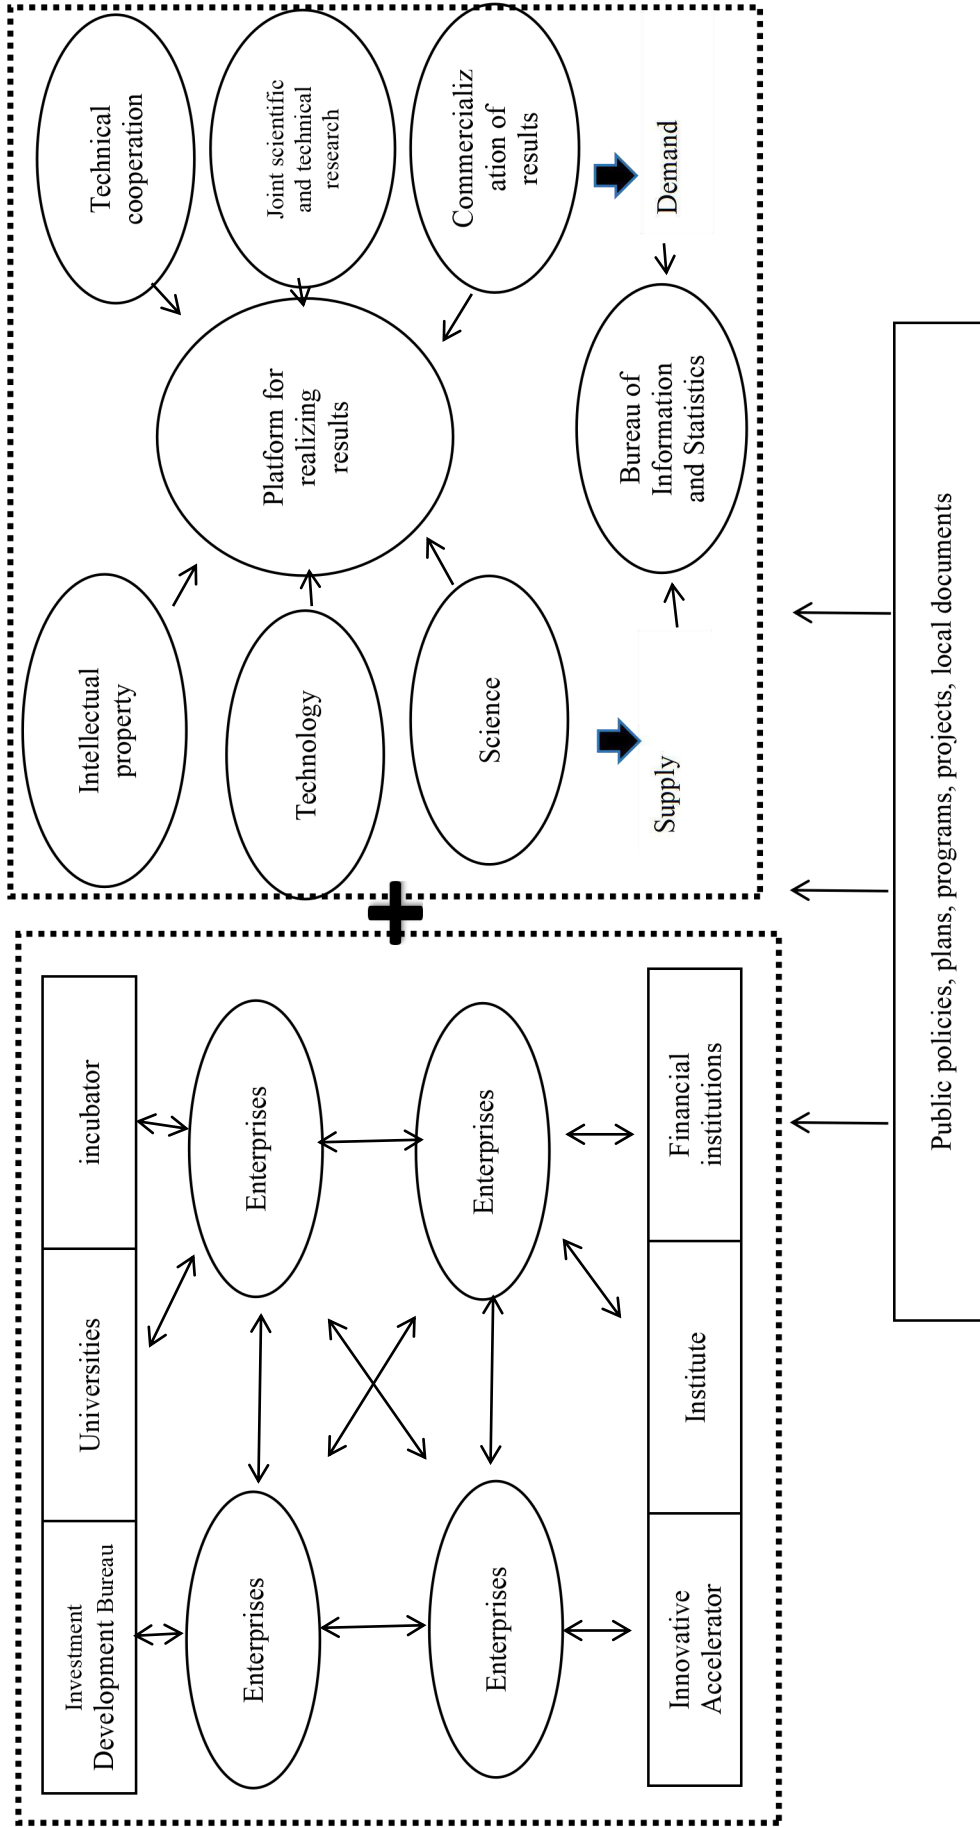 Investment
Development Bureau
Universities
incubator
Enterprises
Enterprises
Enterprises
Enterprises
Innovative
Accelerator
Institute
Financial
institutions
Intellectual
property
Technical
cooperation
Technology
Platform for
realizing
results
Joint scientific
and technical
research
Science
Commercializ
ation of
results
Supply
Bureau of
Information
and Statistics
Demand
Public policies, plans, programs, projects, local documents